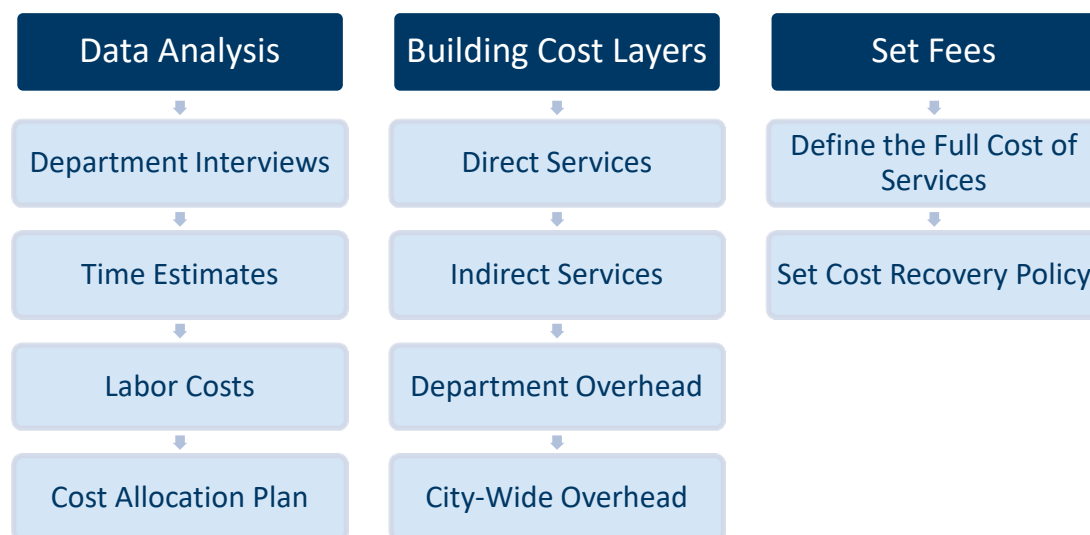 Data Analysis
Department Interviews
Time Estimates
Labor Costs
Cost Allocation Plan
Building Cost Layers
Direct Services
Indirect Services
Department Overhead
City-Wide Overhead
Set Fees
Define the Full Cost of
Services
Set Cost Recovery Policy